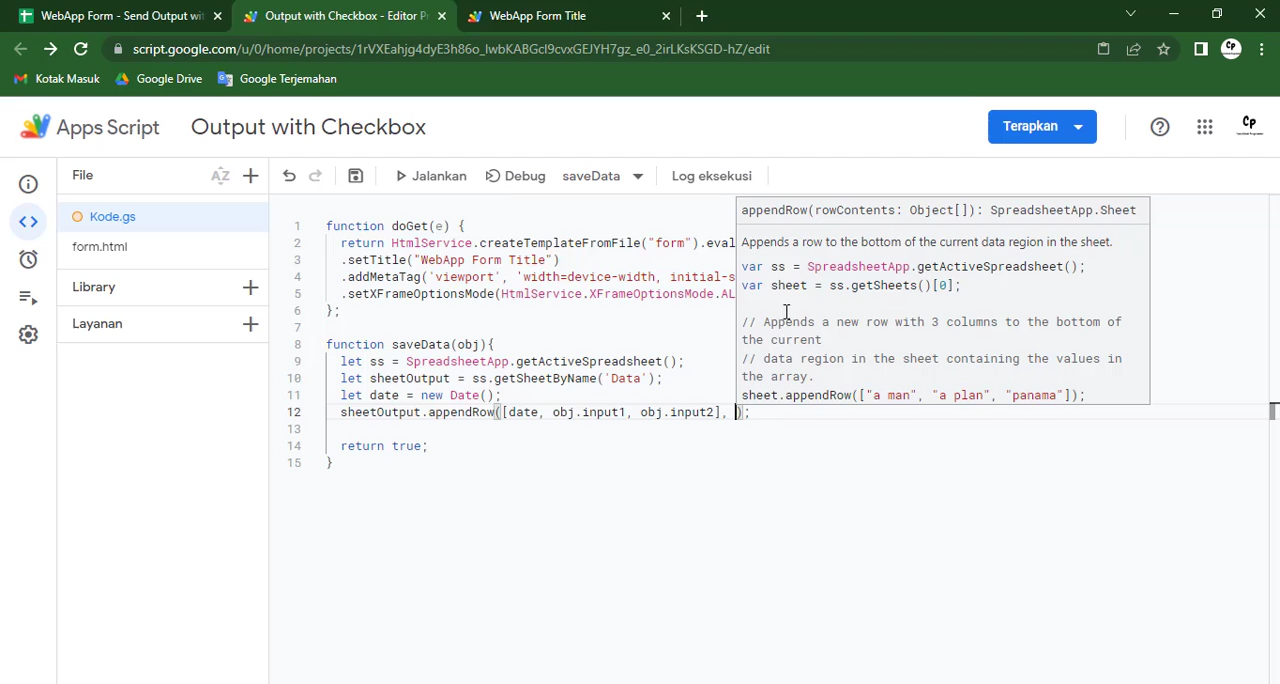 WebApp Form - Send Output wit
Output with Checkbox - Editor Pr
WebApp Form Title
script.google.com/u/0/home/projects/1rVXEahjg4dyE3h86o_lwbKABGcl9cvxGEJYH7gz_e0_2irLKsKSGD-hZ/edit
Kotak Masuk Google Drive Google Terjemahan
Apps Script Output with Checkbox Terapkan
File AZ Jalankan Debug saveData Log eksekusi
Kode.gs
form.html
Library
Layanan
1 function doGet(e) {
2 return HtmlService.createTemplateFromFile("form").eval
3 .setTitle("WebApp Form Title")
4 .addMetaTag('viewport', 'width=device-width, initial-s
5 .setXFrameOptionsMode(HtmlService.XFrameOptionsMode.AL
6 };
7
8 function saveData(obj){
9 let ss = SpreadsheetApp.getActiveSpreadsheet();
10 let sheetOutput = ss.getSheetByName('Data');
11 let date = new Date();
12 sheetOutput.appendRow([date, obj.input1, obj.input2], );
13
14 return true;
15 }
appendRow(rowContents: Object[]): SpreadsheetApp.Sheet
Appends a row to the bottom of the current data region in the sheet.
var ss = SpreadsheetApp.getActiveSpreadsheet();
var sheet = ss.getSheets()[0];
// Appends a new row with 3 columns to the bottom of
the current
// data region in the sheet containing the values in
the array.
sheet.appendRow(["a man", "a plan", "panama"]);